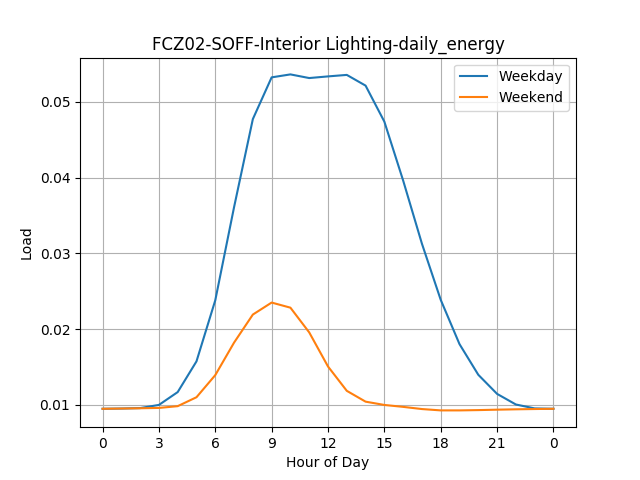 FCZ02-SOFF-Interior Lighting-daily_energy
Weekday
Weekend
0.05
0.04
0.03
0.02
0.01
Load
0 3 6 9 12 15 18 21 0
Hour of Day